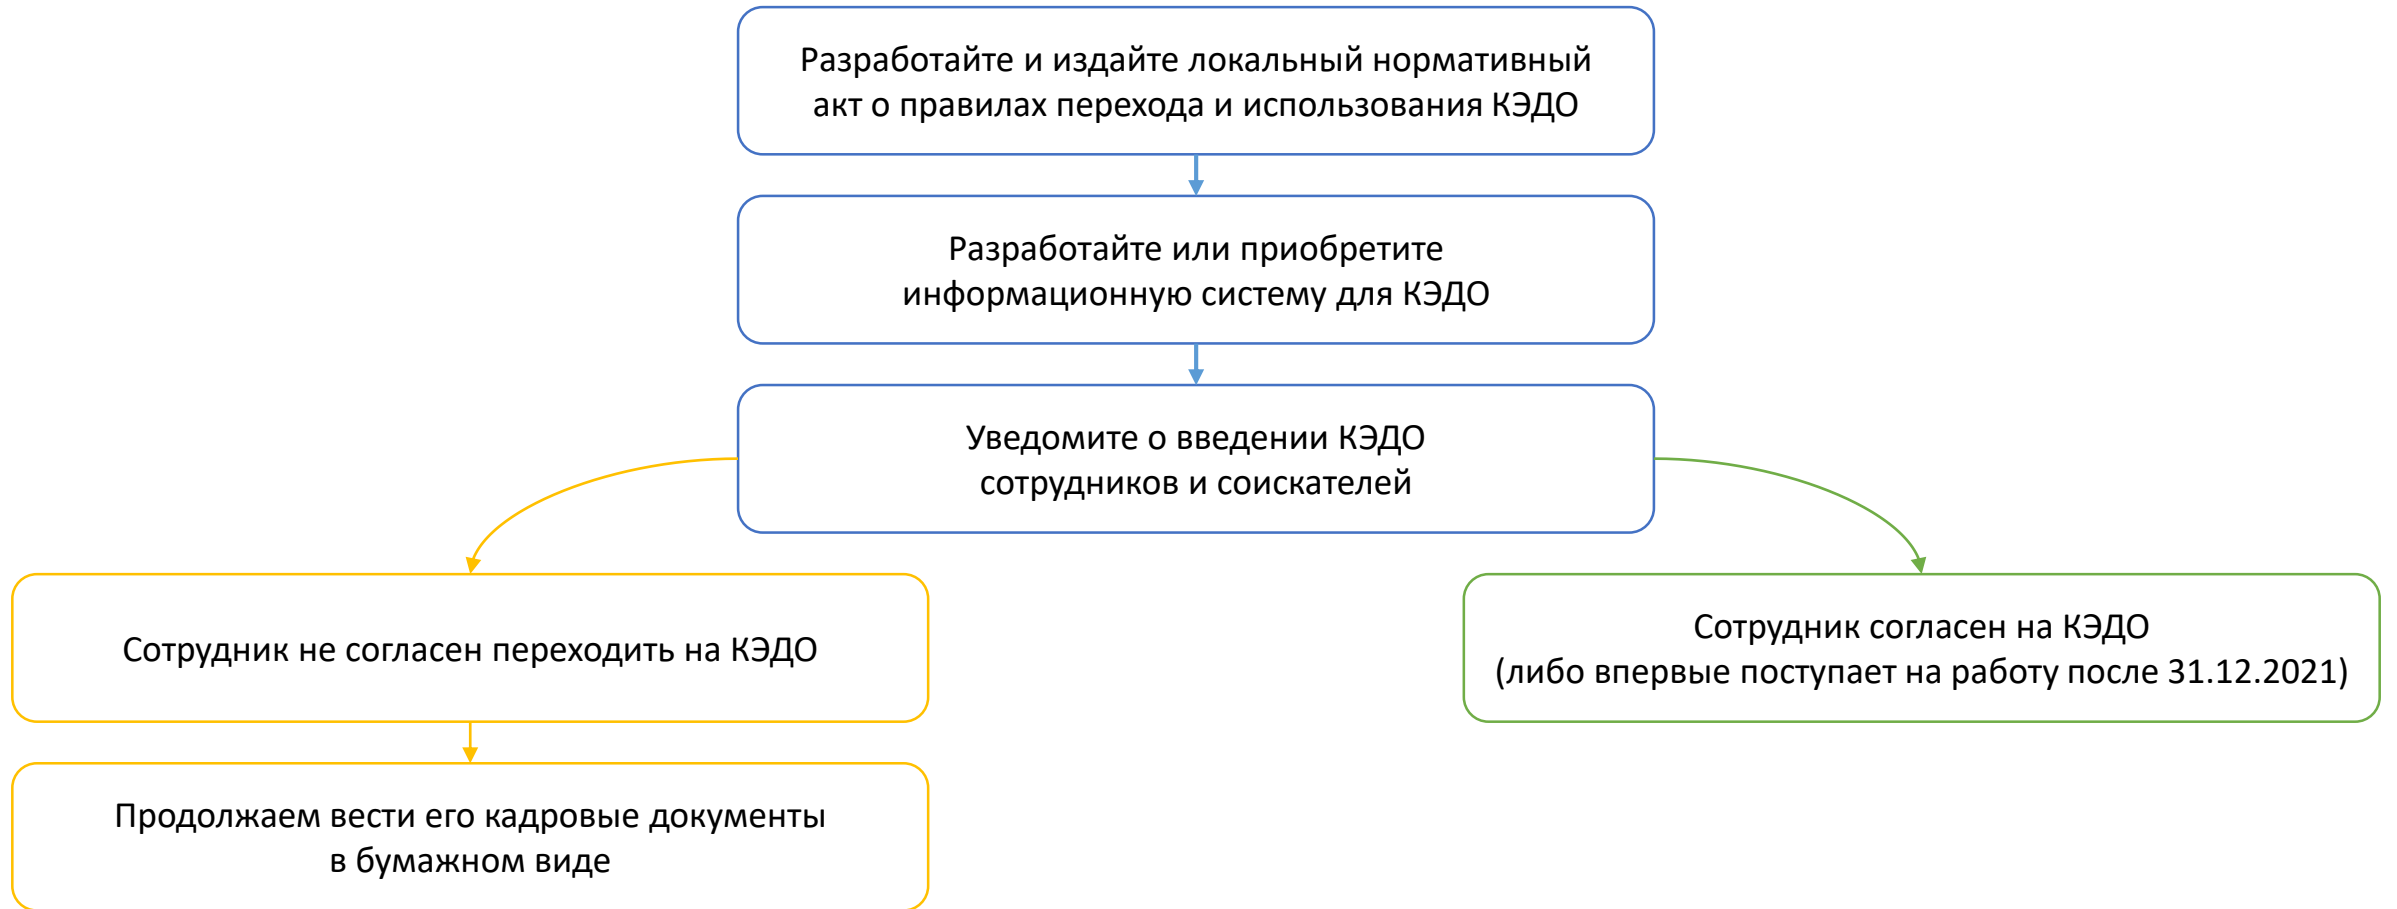 Разработайте и издайте локальный нормативный
акт о правилах перехода и использования КЭДО
Разработайте или приобретите
информационную систему для КЭДО
Уведомите о введении КЭДО
сотрудников и соискателей
Сотрудник не согласен переходить на КЭДО
Сотрудник согласен на КЭДО
(либо впервые поступает на работу после 31.12.2021)
Продолжаем вести его кадровые документы
в бумажном виде